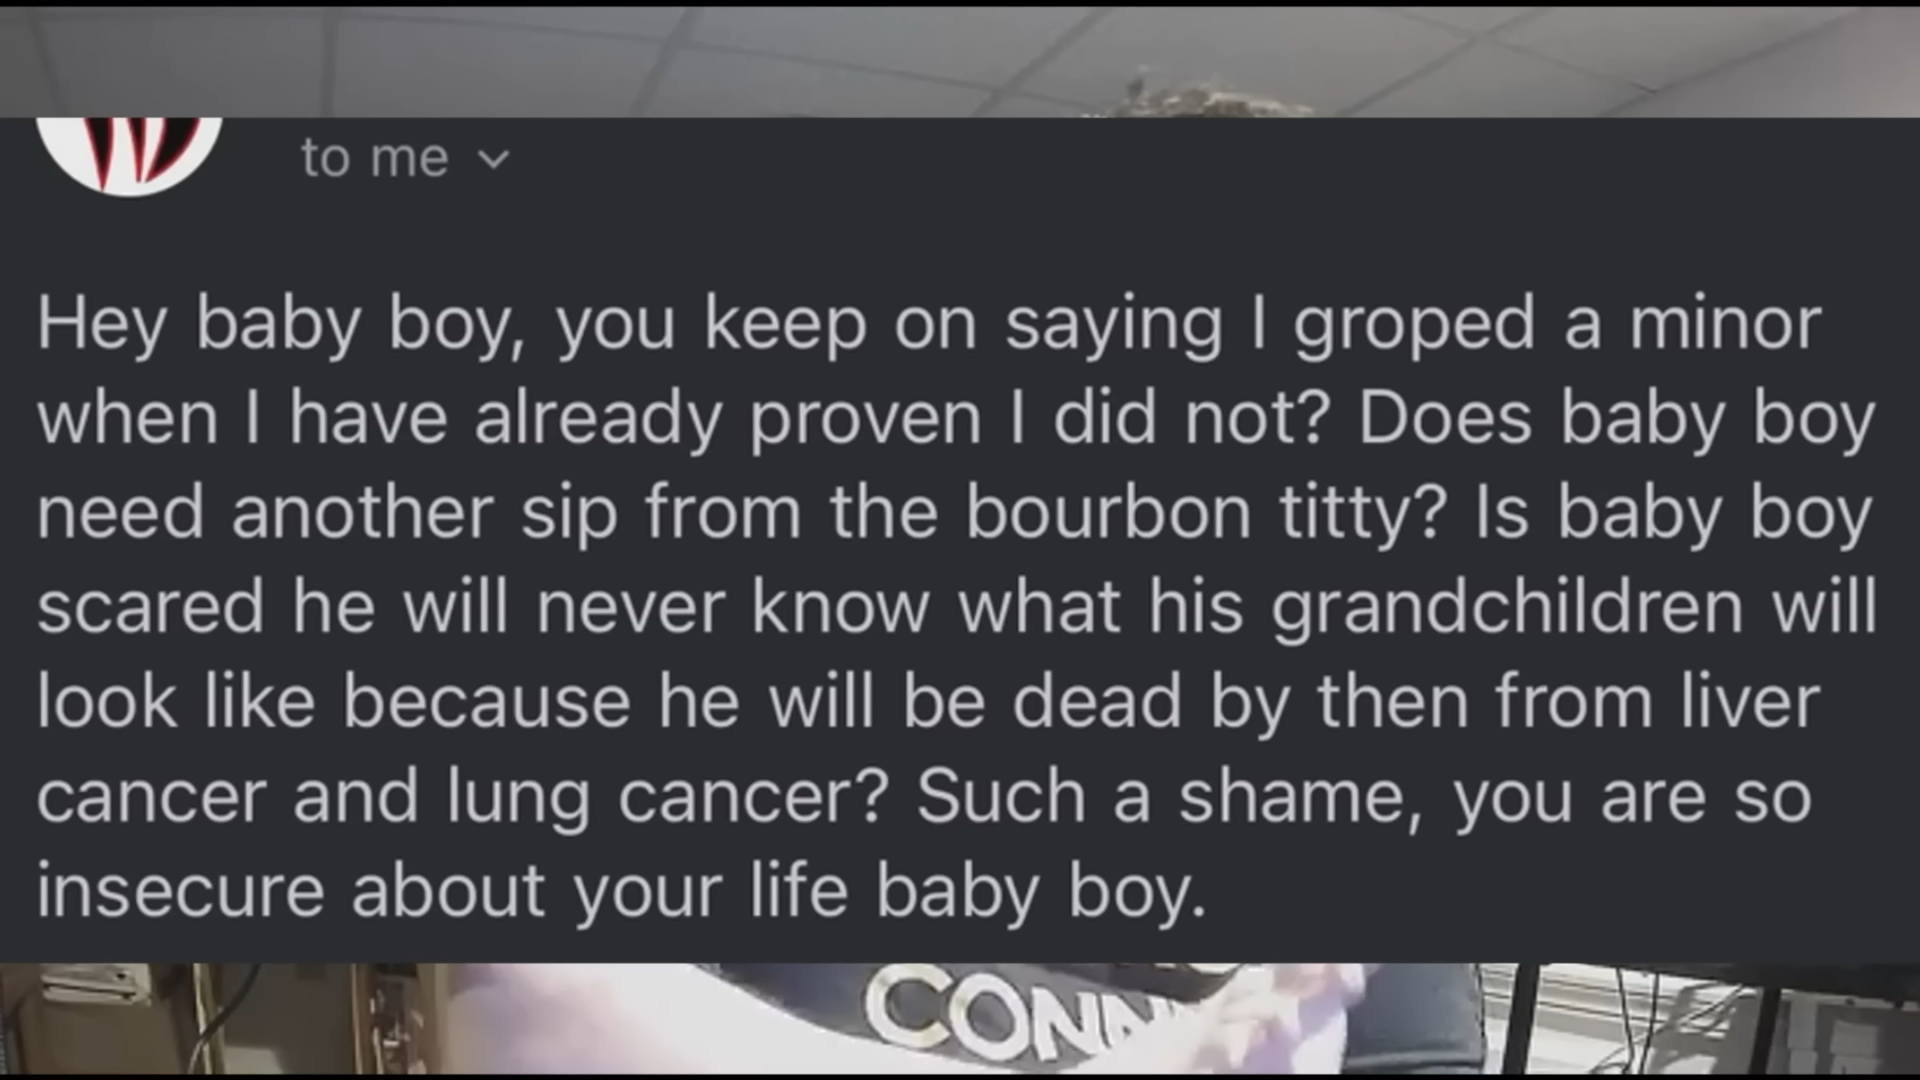 to me
Hey baby boy, you keep on saying I groped a minor
when I have already proven I did not? Does baby boy
need another sip from the bourbon titty? Is baby boy
scared he will never know what his grandchildren will
look like because he will be dead by then from liver
cancer and lung cancer? Such a shame, you are so
insecure about your life baby boy.
CONN